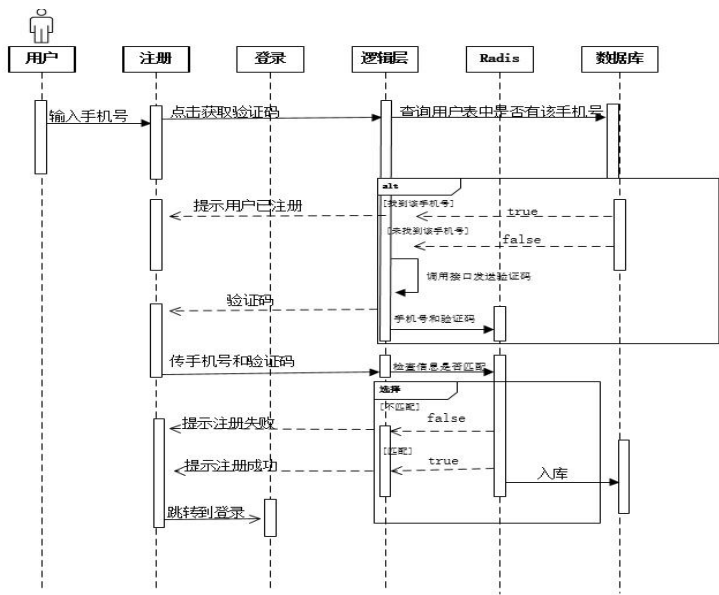 用户 注册 登录 逻辑层 Radis 数据库
输入手机号 点击获取验证码 查询用户表中是否有该手机号
alt
[找到该手机号]
提示用户已注册 true
[未找到该手机号]
false
调用接口发送验证码
验证码
手机号和验证码
传手机号和验证码 检查信息是否匹配
选择
[不匹配]
提示注册失败 false
[匹配]
提示注册成功 true
入库
跳转到登录